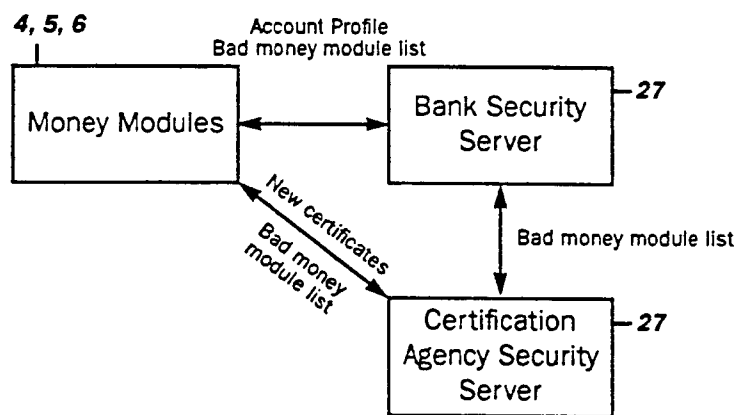 4, 5, 6
Account Profile
Bad money module list
Money Modules
Bank Security
Server
27
New certificates
Bad money
module list
Bad money module list
Certification
Agency Security
Server
27